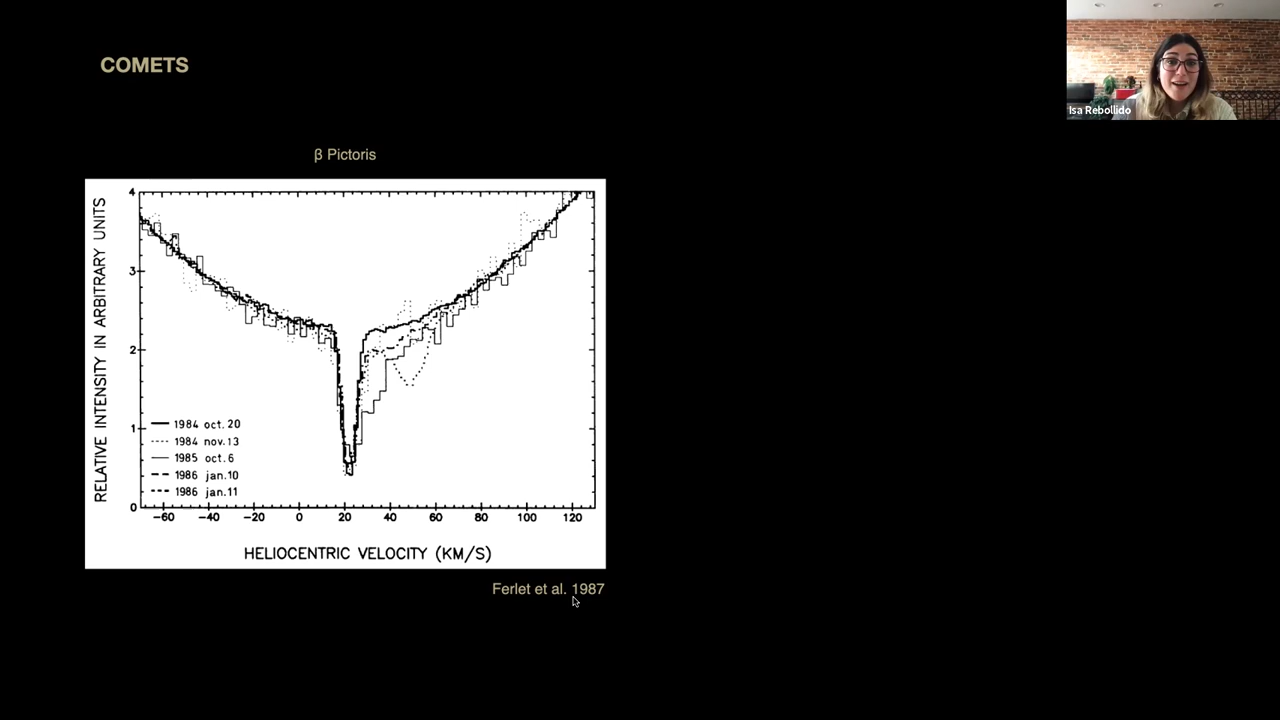 COMETS
Isa Rebollido
β Pictoris
RELATIVE INTENSITY IN ARBITRARY UNITS
4
3
2
1
0
1984 oct. 20
1984 nov. 13
1985 oct. 6
1986 jan. 10
1986 jan. 11
-60 -40 -20 0 20 40 60 80 100 120
HELIOCENTRIC VELOCITY (KM/S)
Ferlet et al. 1987